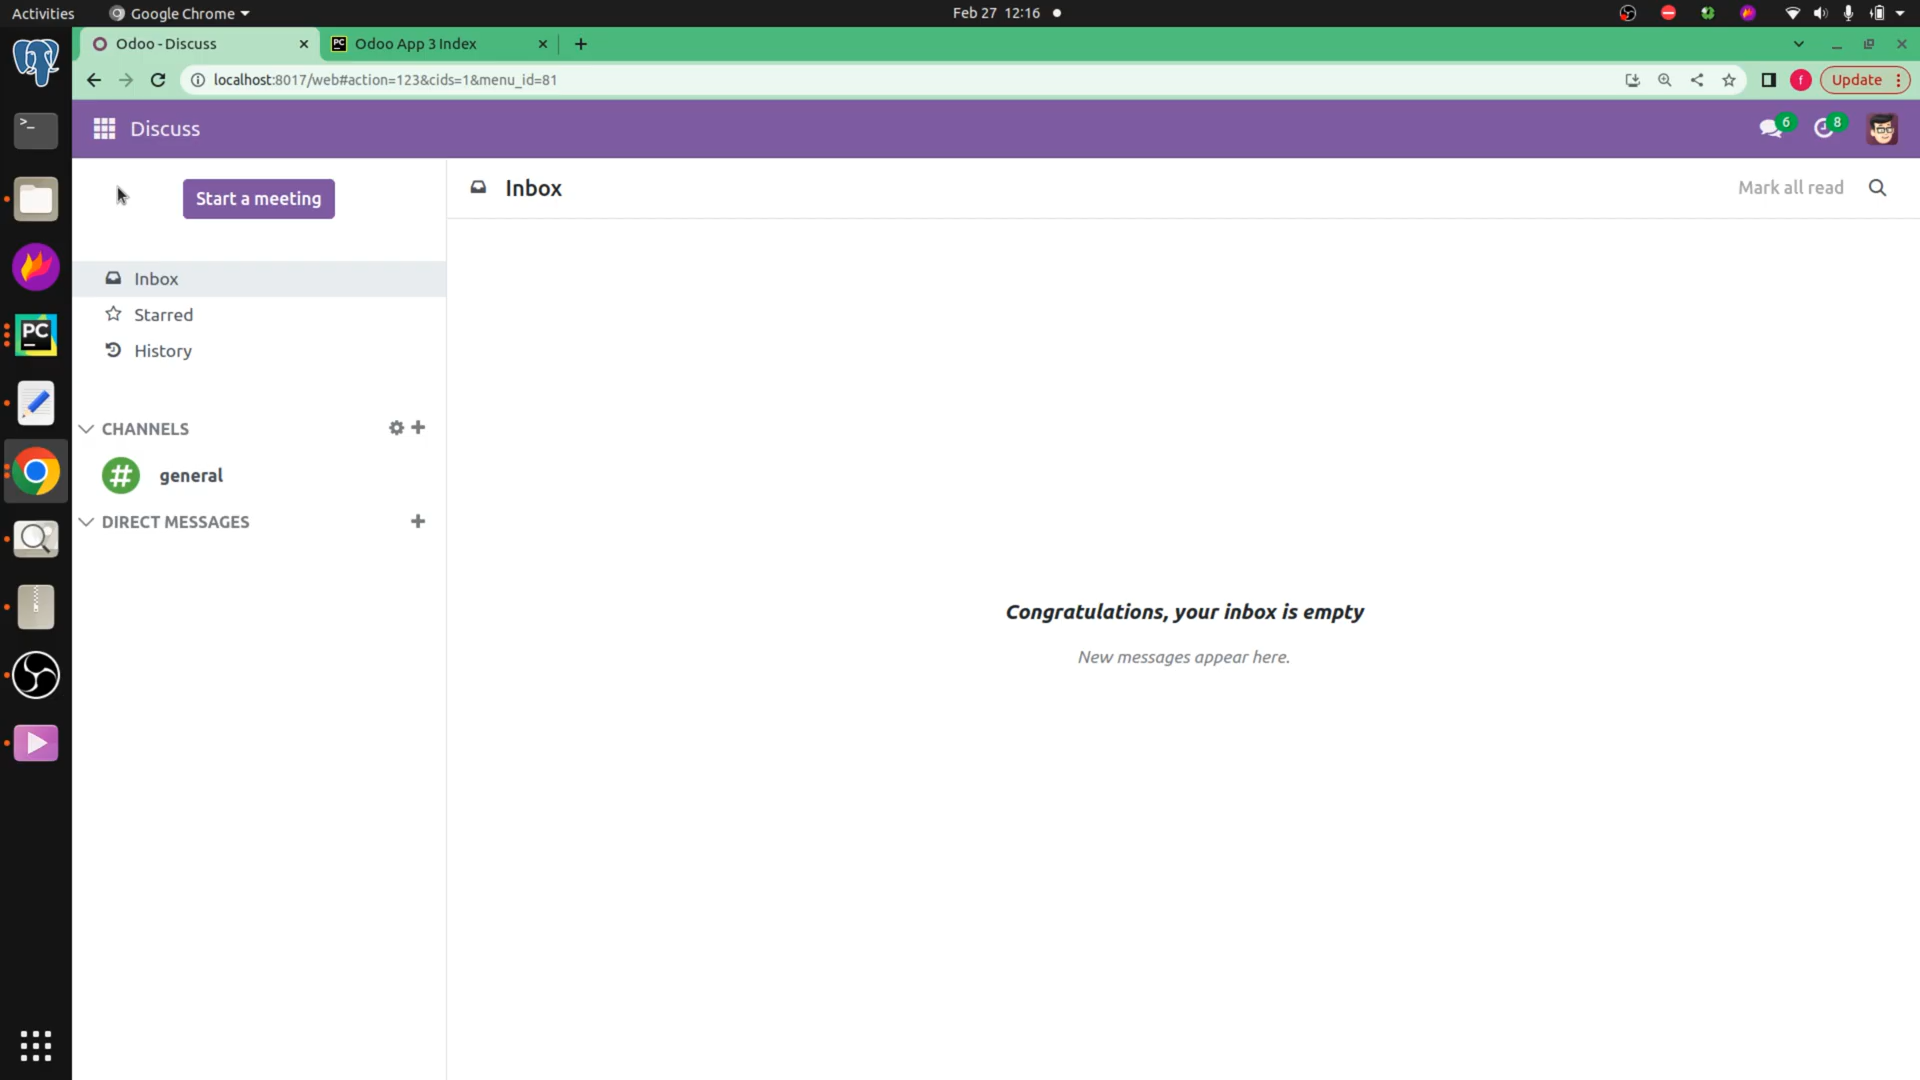 Activities
Google Chrome
Feb 27 12:16
Odoo - Discuss
Odoo App 3 Index
localhost:8017/web#action=123&cids=1&menu_id=81
f
Update
Discuss
6
8
Start a meeting
Inbox
Mark all read
Inbox
Starred
History
CHANNELS
general
DIRECT MESSAGES
Congratulations, your inbox is empty
New messages appear here.
PC
PC